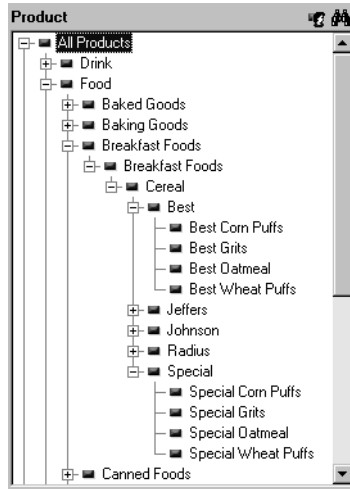 Product
All Products
Drink
Food
Baked Goods
Baking Goods
Breakfast Foods
Breakfast Foods
Cereal
Best
Best Corn Puffs
Best Grits
Best Oatmeal
Best Wheat Puffs
Jeffers
Johnson
Radius
Special
Special Corn Puffs
Special Grits
Special Oatmeal
Special Wheat Puffs
Canned Foods